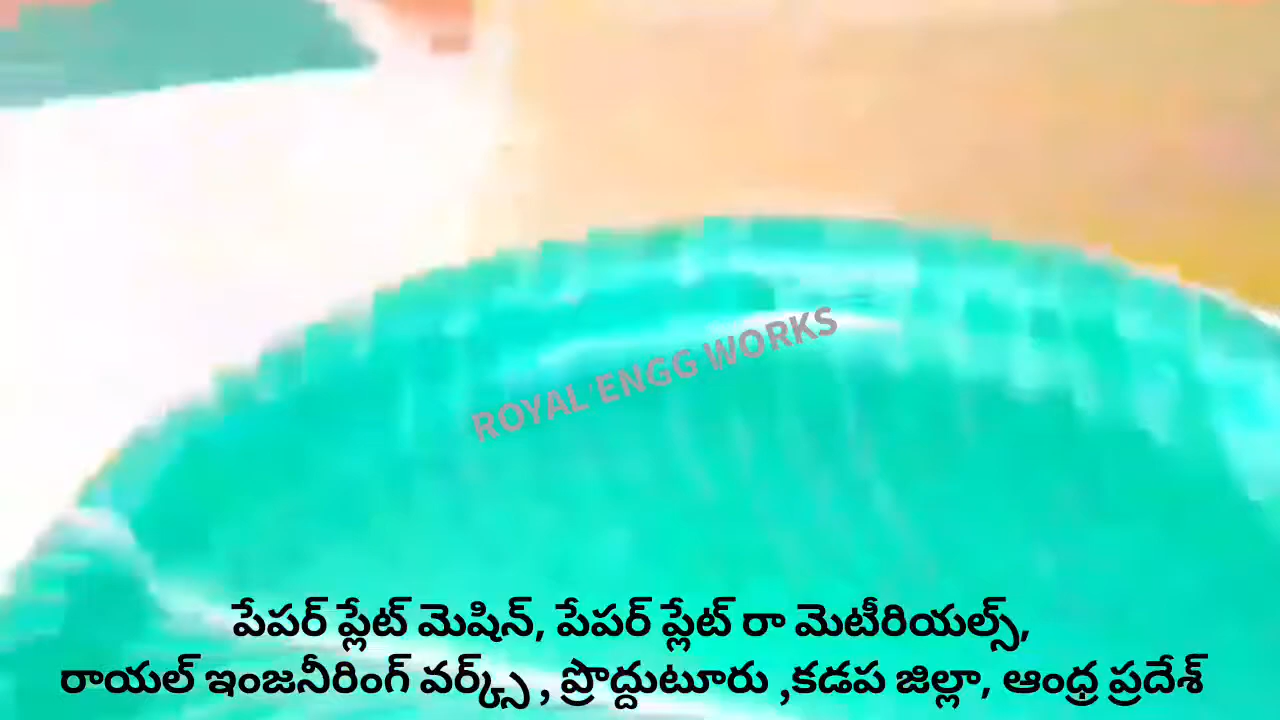 ROYAL ENGG WORKS
పేపర్ ప్లేట్ మెషిన్, పేపర్ ప్లేట్ రా మెటీరియల్స్,
రాయల్ ఇంజనీరింగ్ వర్క్స్ , ప్రొద్దుటూరు ,కడప జిల్లా, ఆంధ్ర ప్రదేశ్